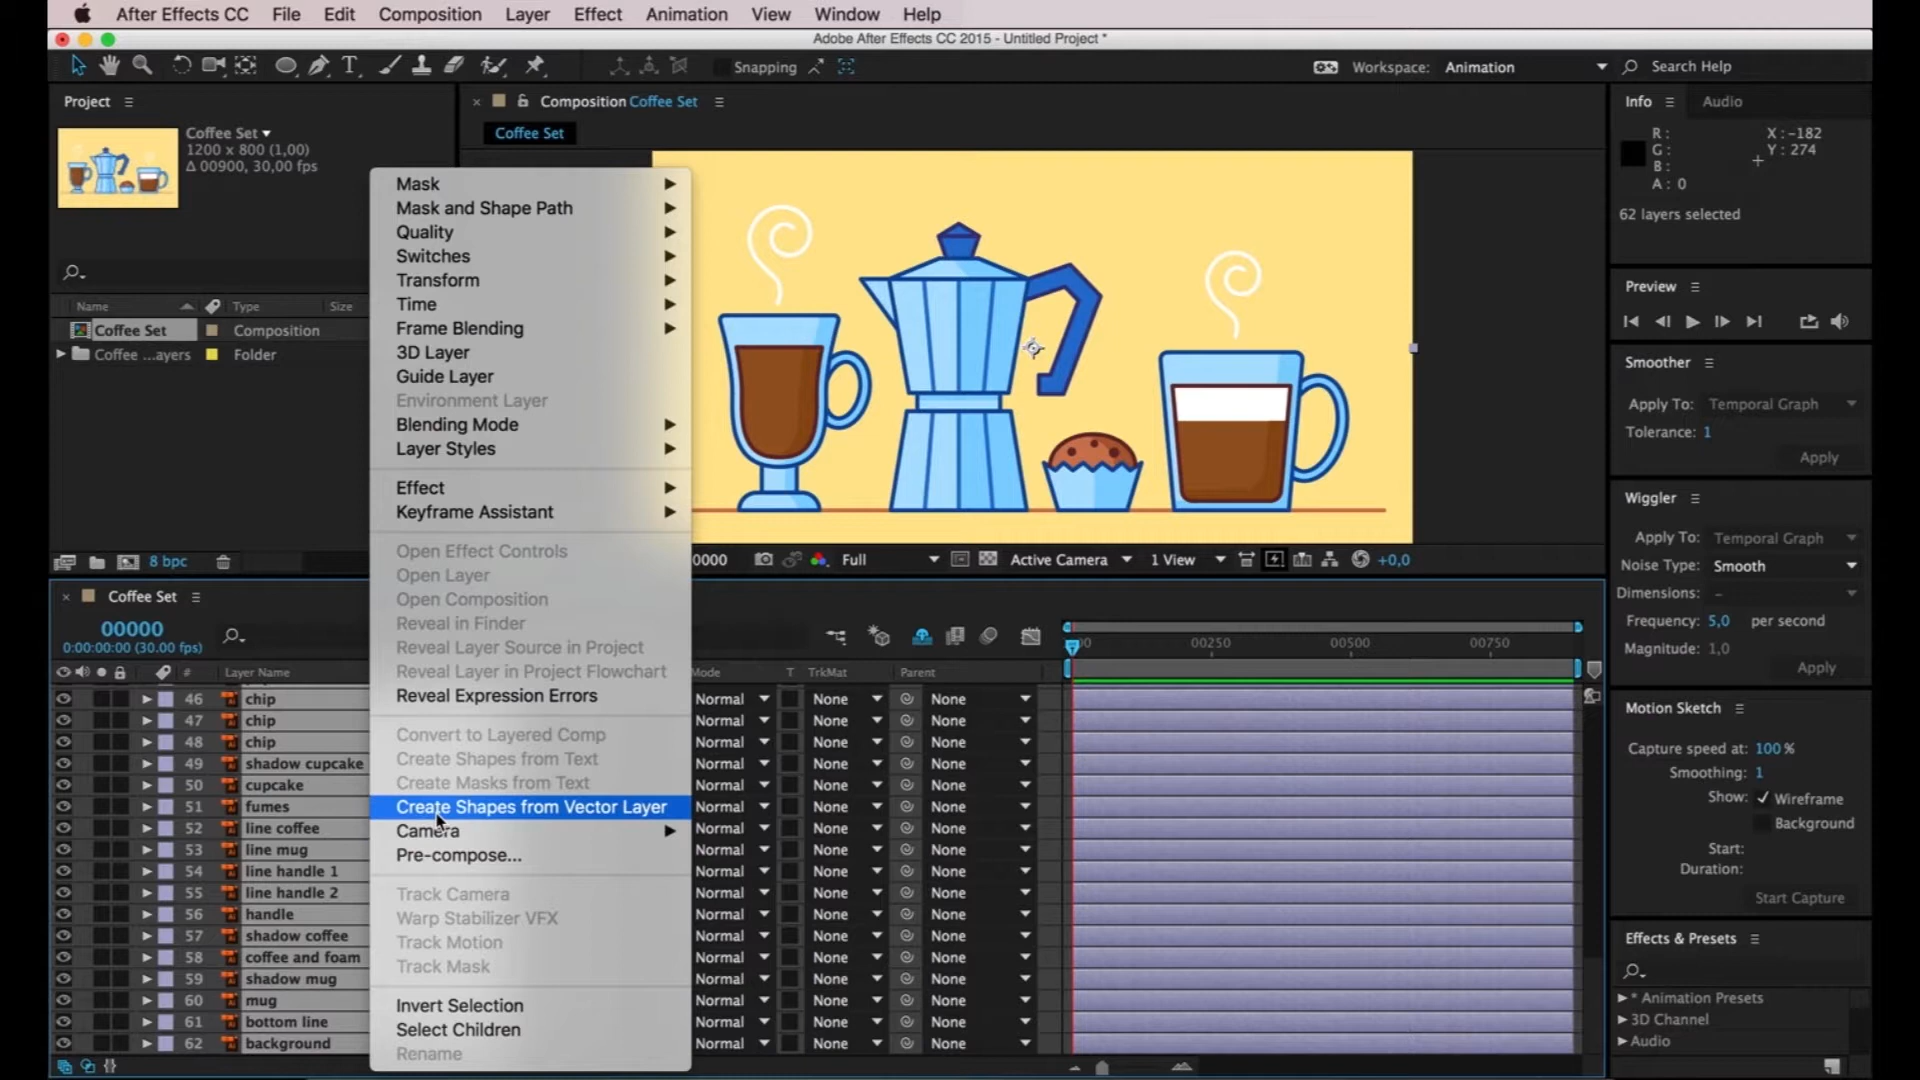 After Effects CC File Edit Composition Layer Effect Animation View Window Help
Adobe After Effects CC 2015 - Untitled Project *
Snapping
Workspace: Animation
Search Help
Project
Coffee Set
1200 x 800 (1,00)
Δ 00900, 30,00 fps
Name Type Size
Coffee Set Composition
Coffee ...ayers Folder
8 bpc
Composition Coffee Set
Coffee Set
Mask
Mask and Shape Path
Quality
Switches
Transform
Time
Frame Blending
3D Layer
Guide Layer
Environment Layer
Blending Mode
Layer Styles
Effect
Keyframe Assistant
Open Effect Controls
Open Layer
Open Composition
Reveal in Finder
Reveal Layer Source in Project
Reveal Layer in Project Flowchart
Reveal Expression Errors
Convert to Layered Comp
Create Shapes from Text
Create Masks from Text
Create Shapes from Vector Layer
Camera
Pre-compose...
Track Camera
Warp Stabilizer VFX
Track Motion
Track Mask
Invert Selection
Select Children
Rename
0000 Full Active Camera 1 View +0,0
Info Audio
R :
G :
B :
A : 0
X : -182
Y : 274
62 layers selected
Preview
Smoother
Apply To: Temporal Graph
Tolerance: 1
Apply
Wiggler
Apply To: Temporal Graph
Noise Type: Smooth
Dimensions: –
Frequency: 5,0 per second
Magnitude: 1,0
Apply
Motion Sketch
Capture speed at: 100 %
Smoothing: 1
Show: Wireframe
Background
Start:
Duration:
Start Capture
Effects & Presets
* Animation Presets
3D Channel
Audio
Coffee Set
00000
0:00:00:00 (30.00 fps)
00 00250 00500 00750
# Layer Name Mode T TrkMat Parent
46 chip Normal None None
47 chip Normal None None
48 chip Normal None None
49 shadow cupcake Normal None None
50 cupcake Normal None None
51 fumes Normal None None
52 line coffee Normal None None
53 line mug Normal None None
54 line handle 1 Normal None None
55 line handle 2 Normal None None
56 handle Normal None None
57 shadow coffee Normal None None
58 coffee and foam Normal None None
59 shadow mug Normal None None
60 mug Normal None None
61 bottom line Normal None None
62 background Normal None None